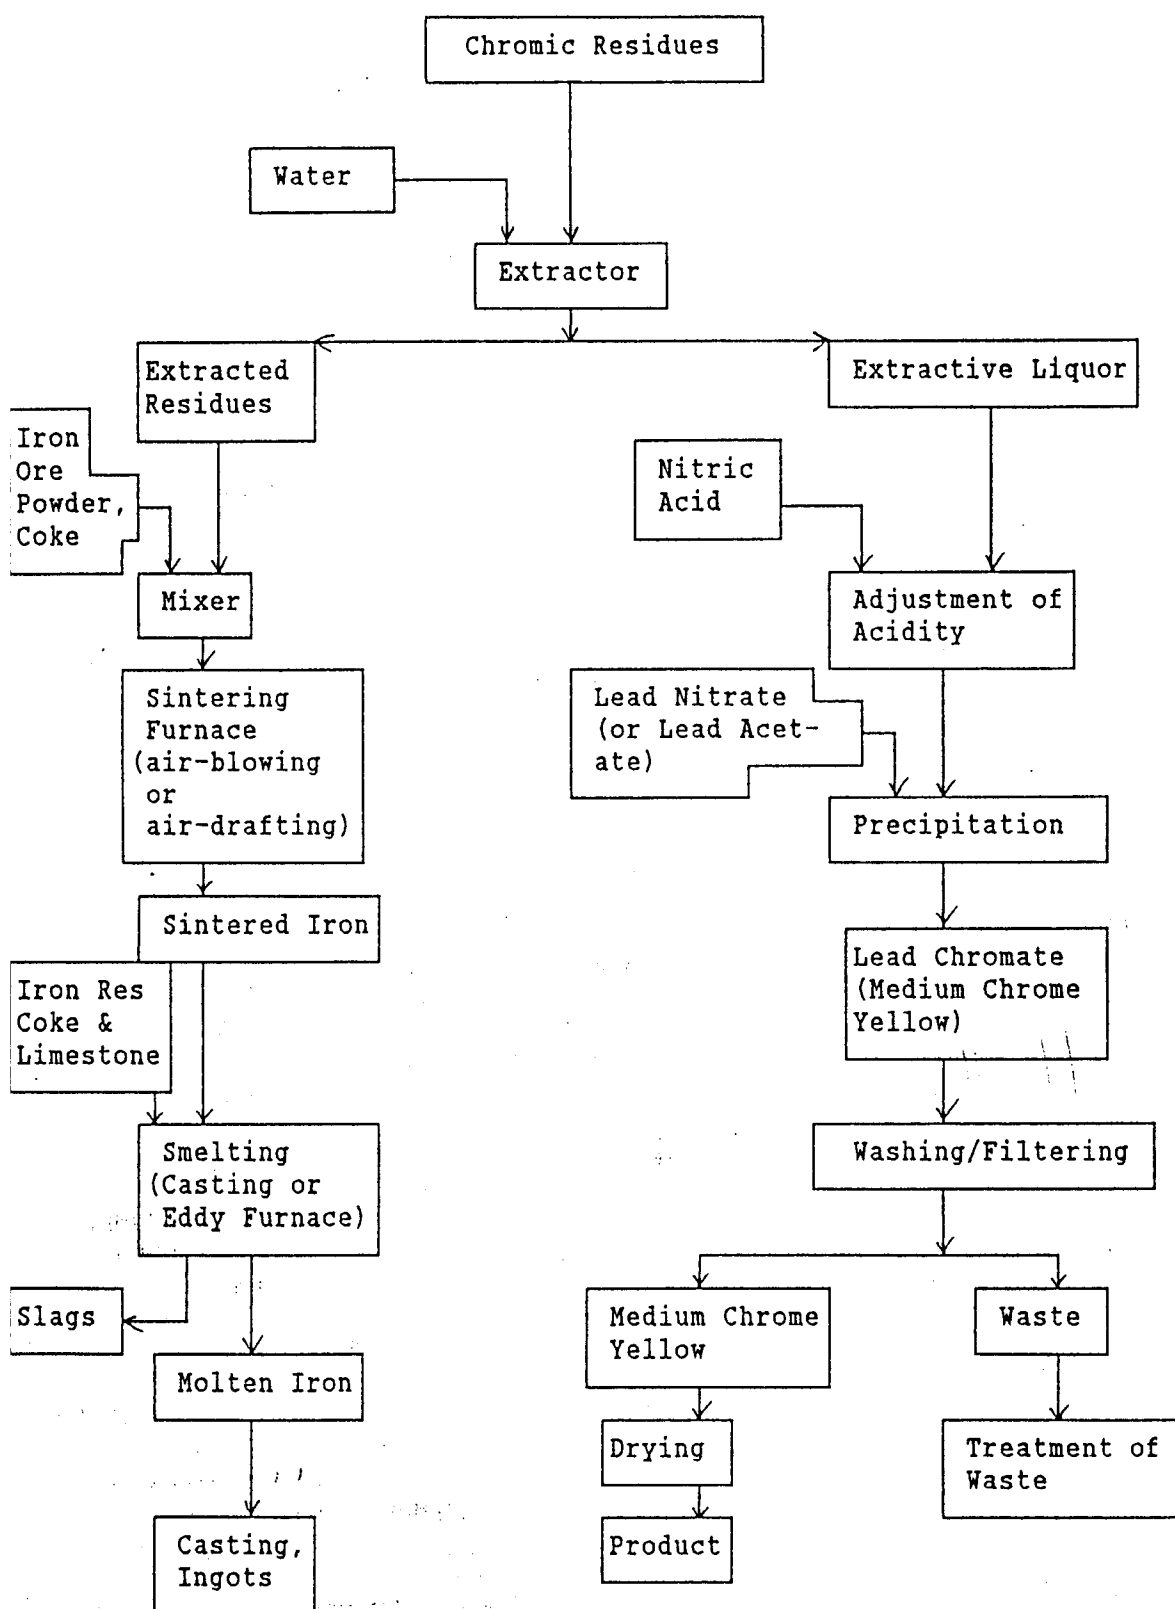 Chromic Residues
Water
Extractor
Extracted
Residues
Extractive Liquor
Iron
Ore
Powder,
Coke
Nitric
Acid
Mixer
Adjustment of
Acidity
Sintering
Furnace
(air-blowing
or
air-drafting)
Lead Nitrate
(or Lead Acet-
ate)
Precipitation
Sintered Iron
Lead Chromate
(Medium Chrome
Yellow)
Iron Res
Coke &
Limestone
Smelting
(Casting or
Eddy Furnace)
Washing/Filtering
Slags
Medium Chrome
Yellow
Waste
Molten Iron
Drying
Treatment of
Waste
Casting,
Ingots
Product